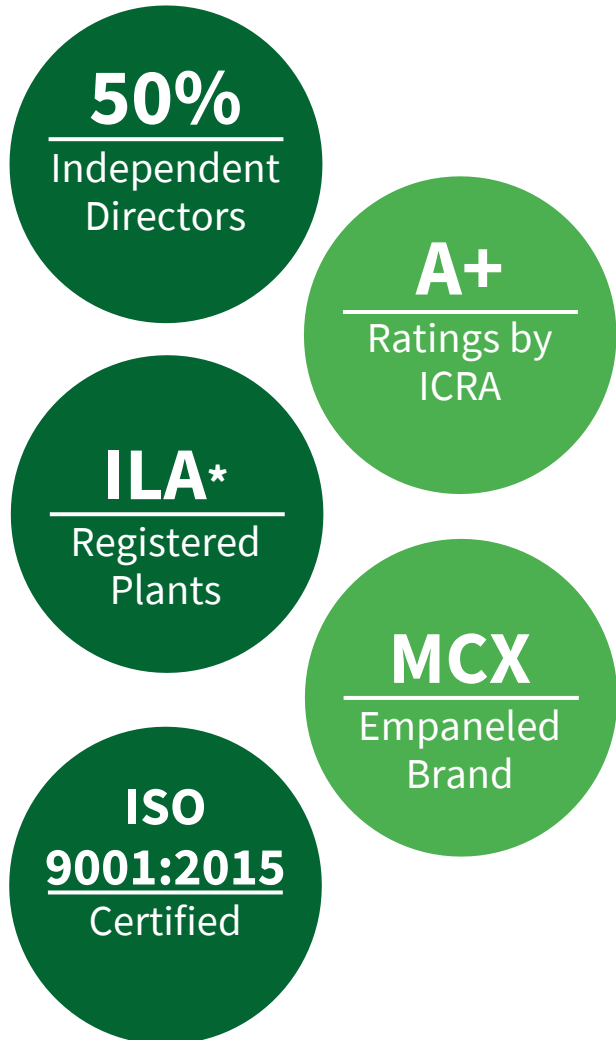 50%
Independent
Directors
A+
Ratings by
ICRA
ILA*
Registered
Plants
MCX
Empaneled
Brand
ISO
9001:2015
Certified